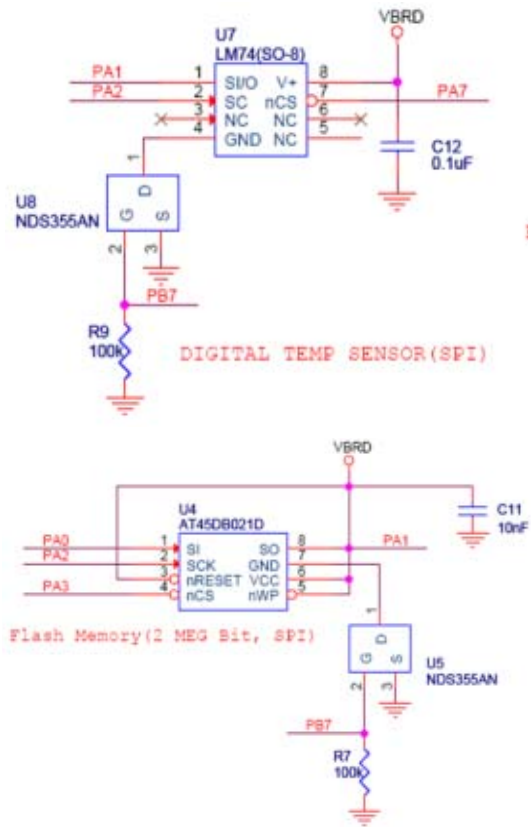 VBRD
U7
LM74(SO-8)
PA1 1 SI/O V+ 8
PA2 2 SC nCS 7 PA7
3 NC NC 6
4 GND NC 5
C12
0.1uF
1
U8
NDS355AN
D
G S
2 3
PB7
R9
100k
DIGITAL TEMP SENSOR(SPI)
VBRD
U4
AT45DB021D
C11
10nF
PA0 1 SI SO 8 PA1
PA2 2 SCK GND 7
3 nRESET VCC 6
PA3 4 nCS nWP 5
Flash Memory(2 MEG Bit, SPI)
1
D
G S
U5
NDS355AN
2 3
PB7
R7
100k